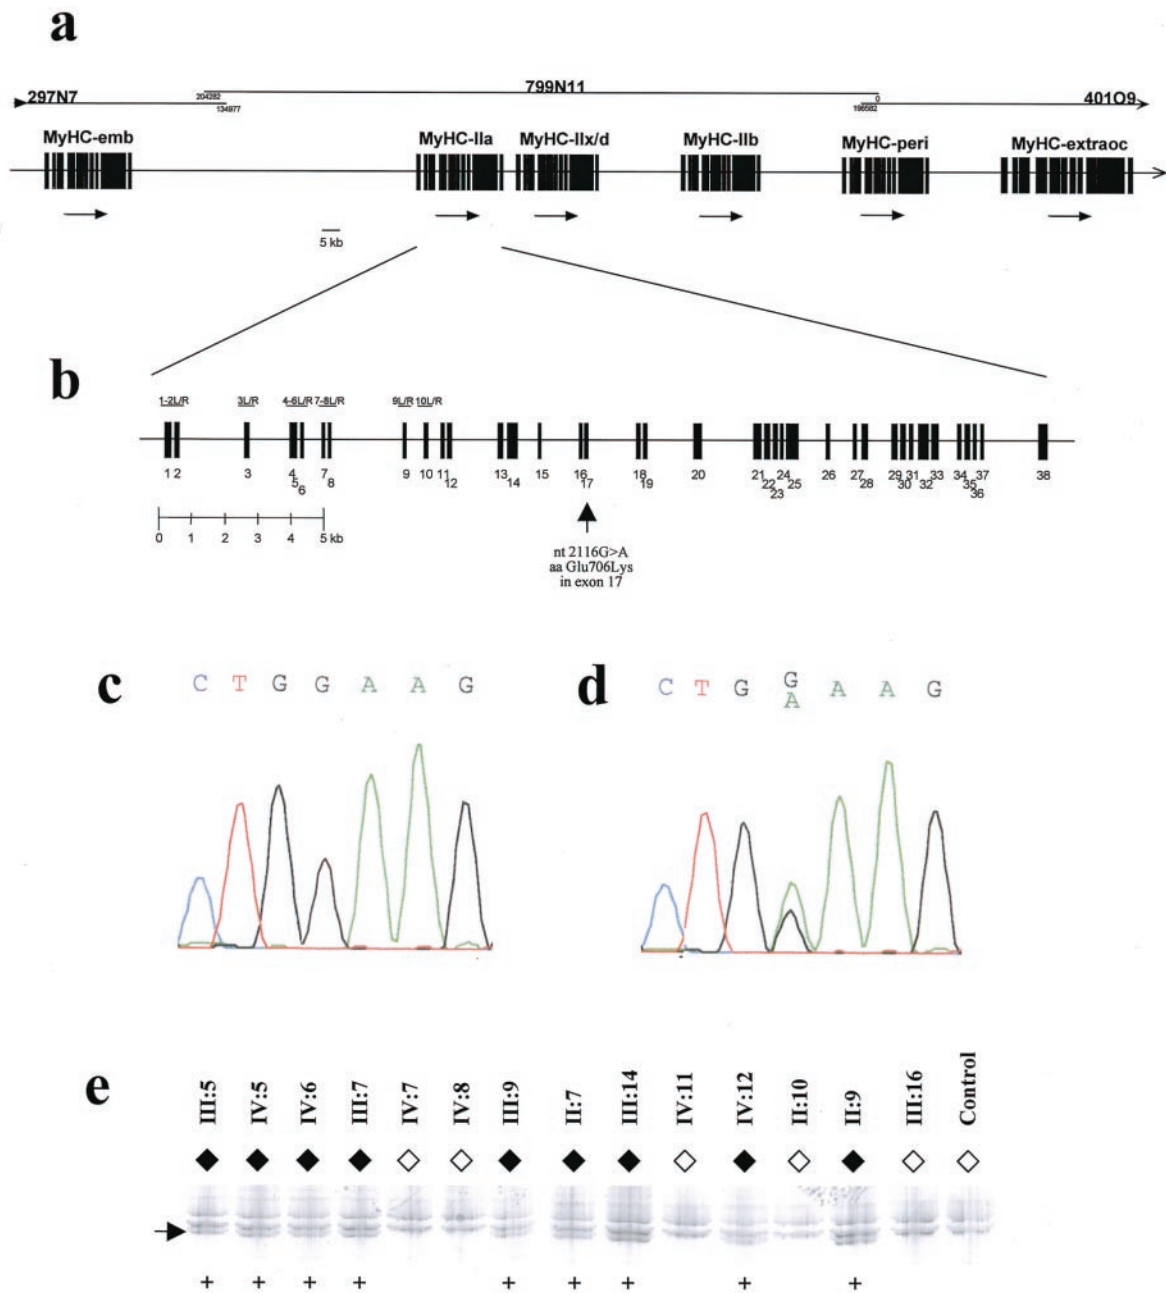 a
297N7
204282
134977
799N11
0
196582
401O9
MyHC-emb MyHC-IIa MyHC-IIx/d MyHC-IIb MyHC-peri MyHC-extraoc
5 kb
b
1-2L/R 3L/R 4-6L/R 7-8L/R 9L/R 10L/R
1 2 3 4 5 6 7 8 9 10 11 12 13 14 15 16 17 18 19 20 21 22 23 24 25 26 27 28 29 30 31 32 33 34 35 36 37 38
0 1 2 3 4 5 kb
nt 2116G>A
aa Glu706Lys
in exon 17
c
C T G G A A G
d
C T G G A A G
A
e
III:5 IV:5 IV:6 III:7 IV:7 IV:8 III:9 II:7 III:14 IV:11 IV:12 II:10 II:9 III:16 Control
+ + + + + + + + +